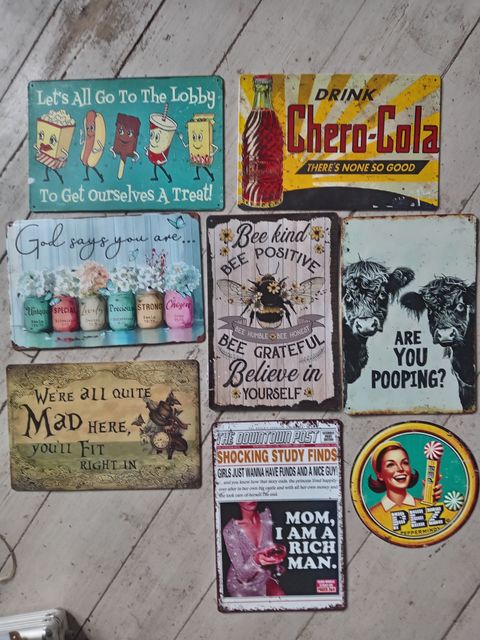 Let's All Go To The Lobby
To Get Ourselves A Treat!
DRINK
Chero-Cola
THERE'S NONE SO GOOD
God says you are...
Unique
SPECIAL
Lovely
Precious
STRONG
Chosen
Bee kind
BEE POSITIVE
BEE HUMBLE BEE HONEST
BEE GRATEFUL
Believe in
YOURSELF
ARE
YOU
POOPING?
WE'RE ALL QUITE
MAD HERE,
YOU'LL FIT
RIGHT IN
THE DOWNTOWN POST
SHOCKING STUDY FINDS
GIRLS JUST WANNA HAVE FUNDS AND A NICE GUY!
MOM,
I AM A
RICH
MAN.
PEZ
PEPPERMINT